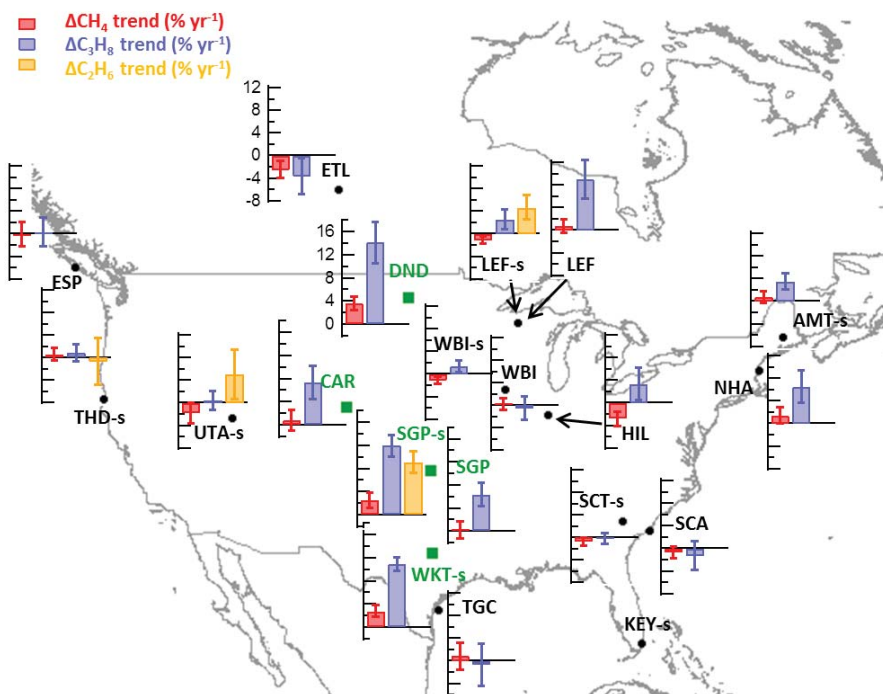 ΔCH₄ trend (% yr⁻¹)
ΔC₃H₈ trend (% yr⁻¹)
ΔC₂H₆ trend (% yr⁻¹)
12
8
4
0
-4
-8
ETL
ESP
LEF-s
LEF
16
12
8
4
0
DND
AMT-s
WBI-s
WBI
NHA
CAR
THD-s
UTA-s
HIL
SGP-s
SGP
SCT-s
SCA
WKT-s
TGC
KEY-s